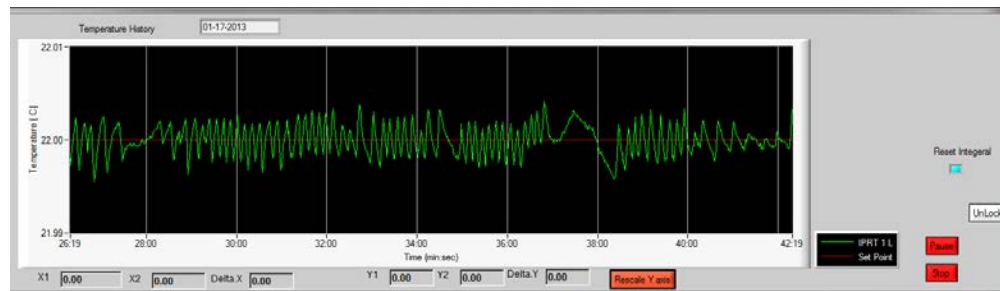 Temperature History 01-17-2013
22.01
22.00
21.99
Temperature [ C]
26:19 28:00 30:00 32:00 34:00 36:00 38:00 40:00 42:19
Time (min:sec)
Reset Integeral
UnLock
IPRT 1 L
Set Point
Pause
Stop
X1 0.00 X2 0.00 Delta.X 0.00 Y1 0.00 Y2 0.00 Delta.Y 0.00 Rescale Y axis